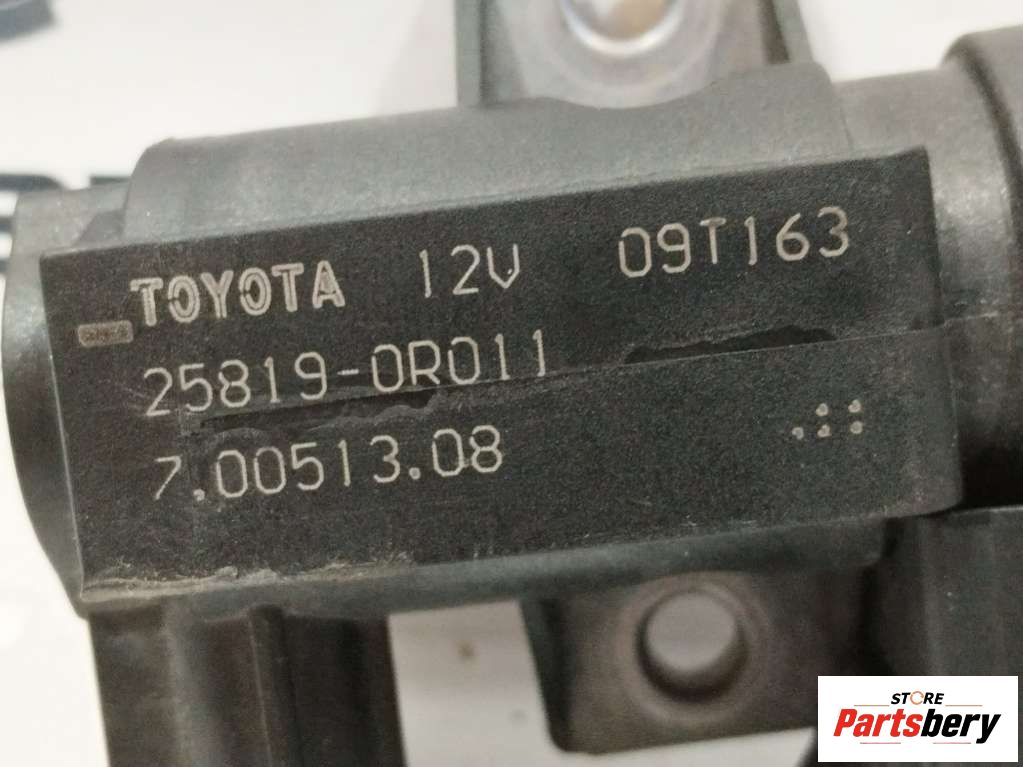 TOYOTA 12V 09T163
25819-0R011
7.00513.08
STORE
Partsbery